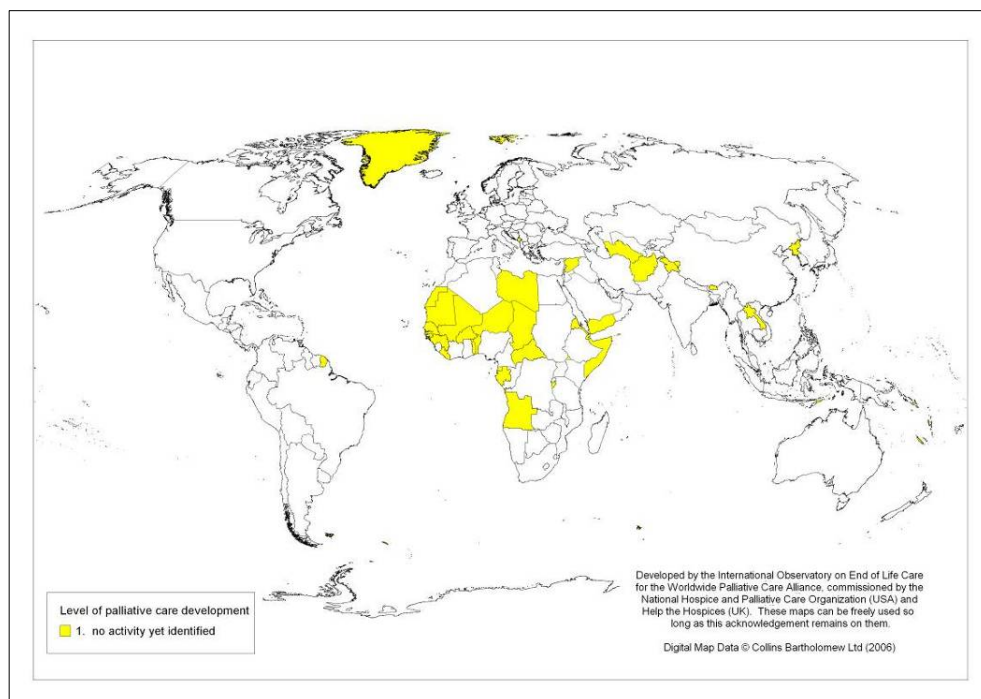 Level of palliative care development
1. no activity yet identified
Developed by the International Observatory on End of Life Care
for the Worldwide Palliative Care Alliance, commissioned by the
National Hospice and Palliative Care Organization (USA) and
Help the Hospices (UK). These maps can be freely used so
long as this acknowledgement remains on them.
Digital Map Data © Collins Bartholomew Ltd (2006)